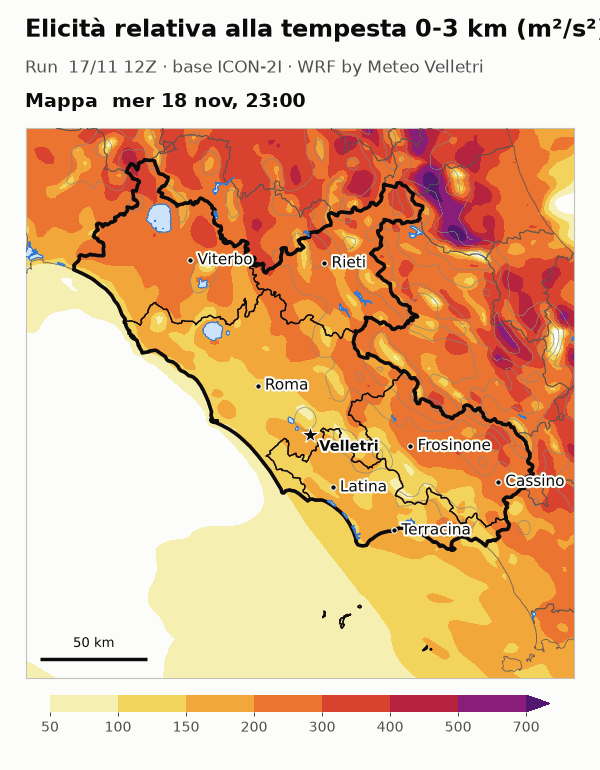 Elicità relativa alla tempesta 0-3 km (m²/s²)
Run 17/11 12Z · base ICON-2I · WRF by Meteo Velletri
Mappa mer 18 nov, 23:00
Viterbo
Rieti
Roma
Velletri
Frosinone
Latina
Cassino
Terracina
50 km
50 100 150 200 300 400 500 700